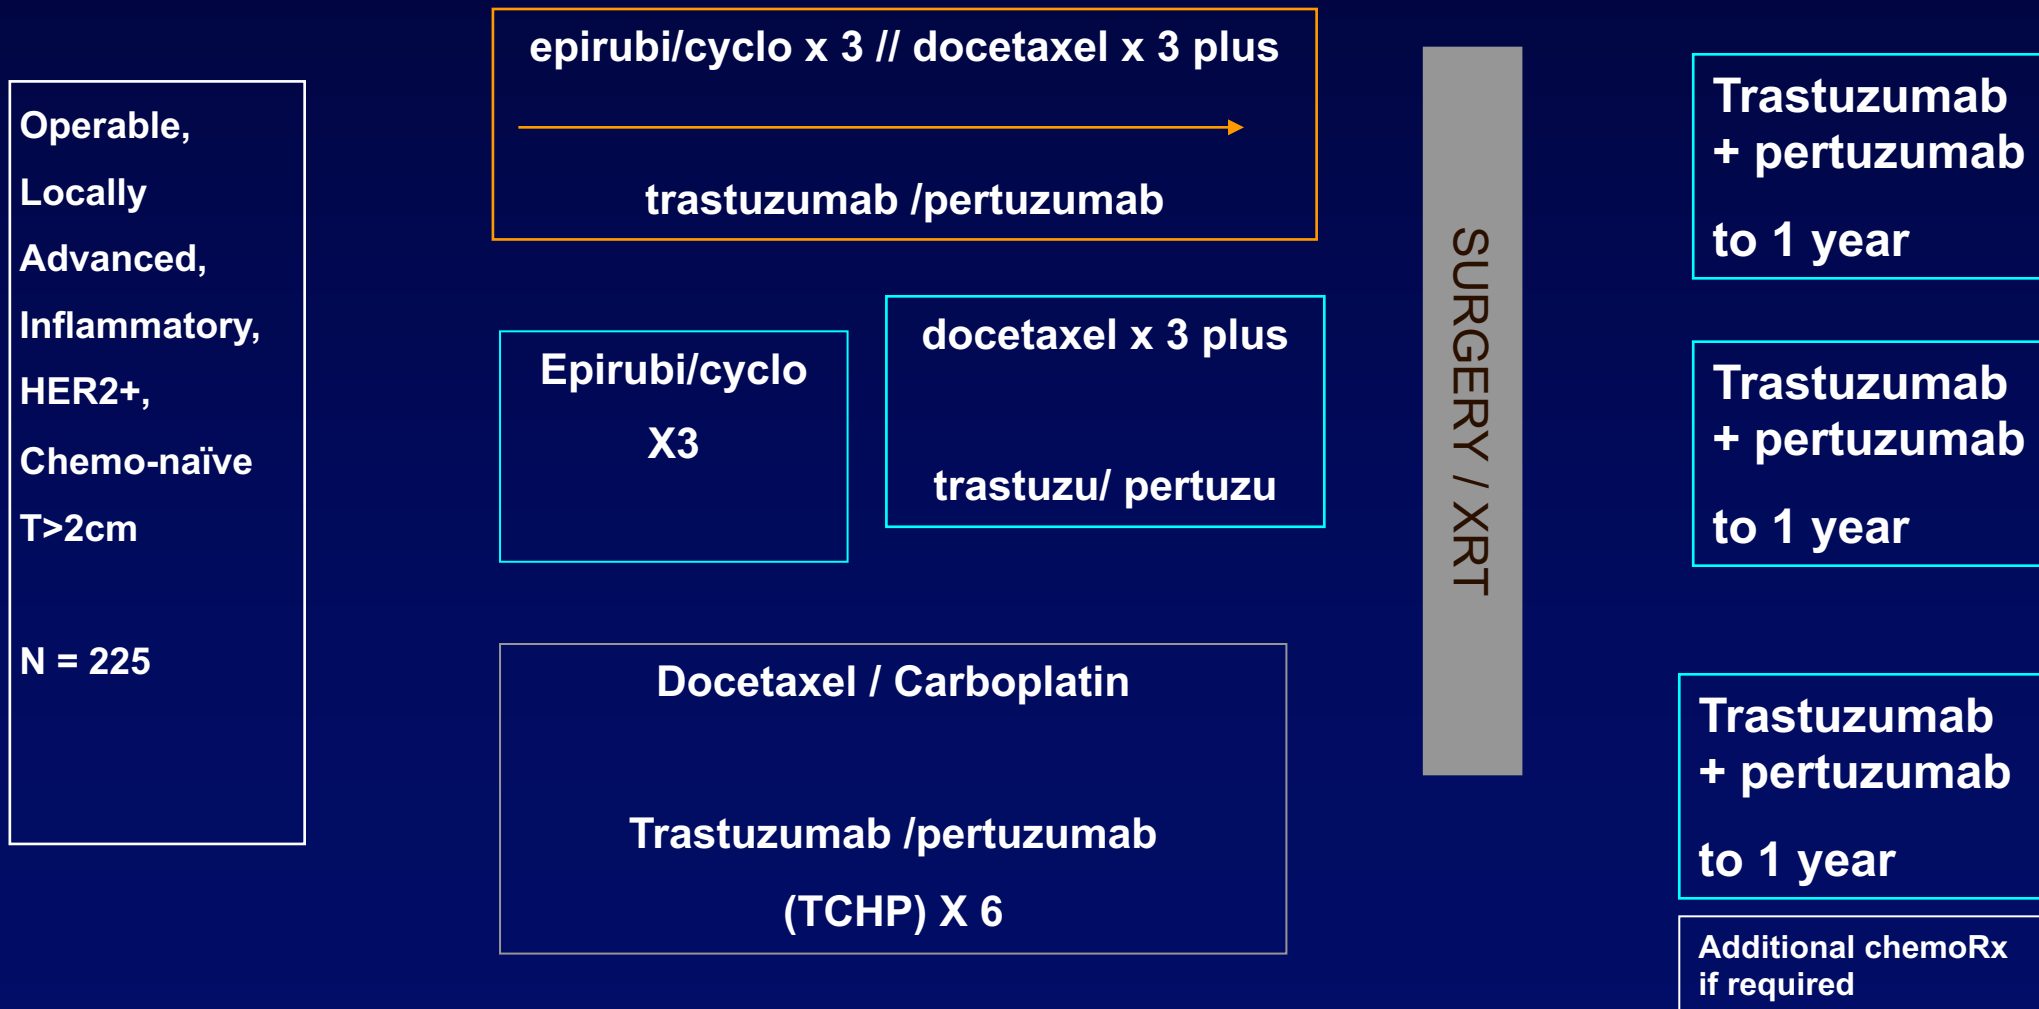 Operable,
Locally
Advanced,
Inflammatory,
HER2+,
Chemo-naïve
T>2cm
N = 225
epirubi/cyclo x 3 // docetaxel x 3 plus
trastuzumab /pertuzumab
Epirubi/cyclo
X3
docetaxel x 3 plus
trastuzu/ pertuzu
Docetaxel / Carboplatin
Trastuzumab /pertuzumab
(TCHP) X 6
SURGERY / XRT
Trastuzumab
+ pertuzumab
to 1 year
Trastuzumab
+ pertuzumab
to 1 year
Trastuzumab
+ pertuzumab
to 1 year
Additional chemoRx
if required